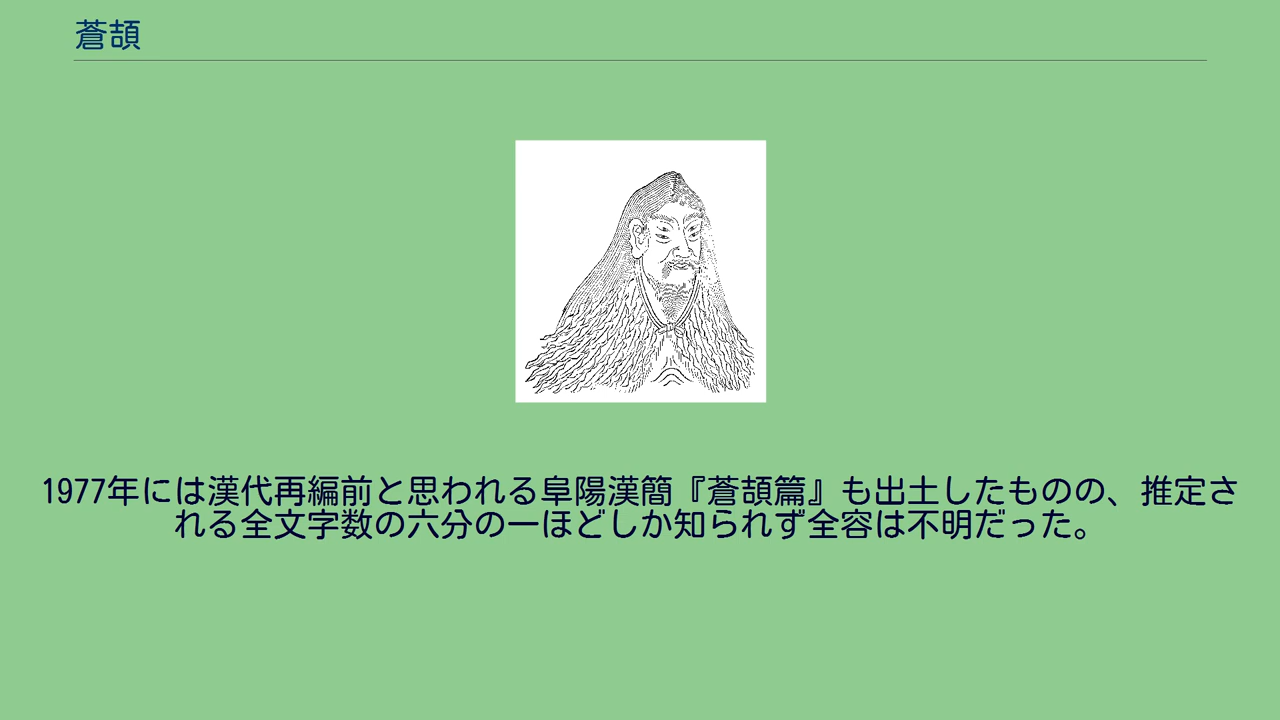 蒼頡
1977年には漢代再編前と思われる阜陽漢簡『蒼頡篇』も出土したものの、推定さ
れる全文字数の六分の一ほどしか知られず全容は不明だった。